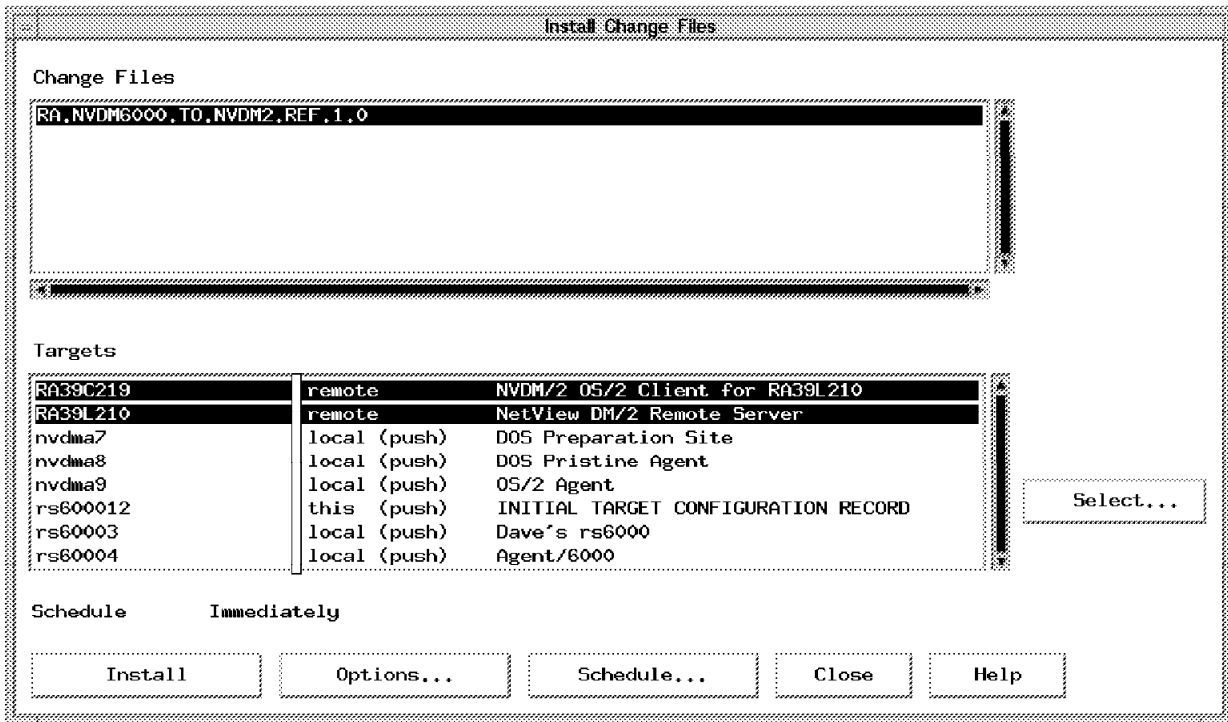 Install Change Files
Change Files
RA.NVDM6000.TO.NVDM2.REF.1.0
Targets
RA39C219 remote NVDM/2 OS/2 Client for RA39L210
RA39L210 remote NetView DM/2 Remote Server
nvdma7 local (push) DOS Preparation Site
nvdma8 local (push) DOS Pristine Agent
nvdma9 local (push) OS/2 Agent
rs600012 this (push) INITIAL TARGET CONFIGURATION RECORD
rs60003 local (push) Dave's rs6000
rs60004 local (push) Agent/6000
Select...
Schedule Immediately
Install Options... Schedule... Close Help